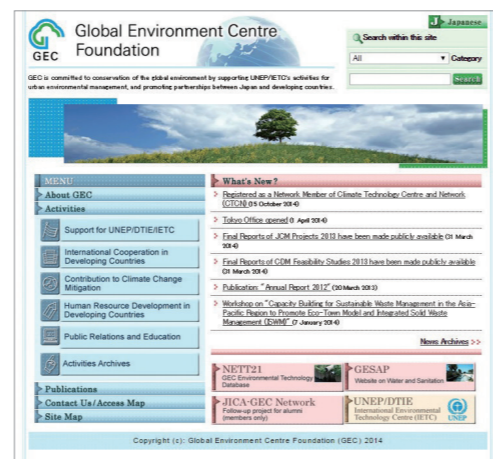 Japanese
Global Environment Centre
Foundation
GEC
Search within this site
All
Category
Search
GEC is committed to conservation of the global environment by supporting UNEP/IETC's activities for
urban environmental management, and promoting partnerships between Japan and developing countries.
MENU
About GEC
Activities
Support for UNEP/DTIE/IETC
International Cooperation in
Developing Countries
Contribution to Climate Change
Mitigation
Human Resource Development in
Developing Countries
Public Relations and Education
Activities Archives
Publications
Contact Us/Access Map
Site Map
What's New?
Registered as a Network Member of Climate Technology Centre and Network
(CTCN) (15 October 2014)
Tokyo Office opened (1 April 2014)
Final Reports of JCM Projects 2013 have been made publicly available (31 March
2014)
Final Reports of CDM Feasibility Studies 2013 have been made publicly available
(31 March 2014)
Publication: "Annual Report 2012" (20 March 2013)
Workshop on "Capacity Building for Sustainable Waste Management in the Asia-
Pacific Region to Promote Eco-Town Model and Integrated Solid Waste
Management (ISWM)" (7 January 2014)
News Archives >>
NETT21
GEC Environmental Technology
Database
GESAP
Website on Water and Sanitation
JICA-GEC Network
Follow-up project for alumni
(members only)
UNEP/DTIE
International Environmental
Technology Centre (IETC)
UNEP
Copyright (c): Global Environment Centre Foundation (GEC) 2014